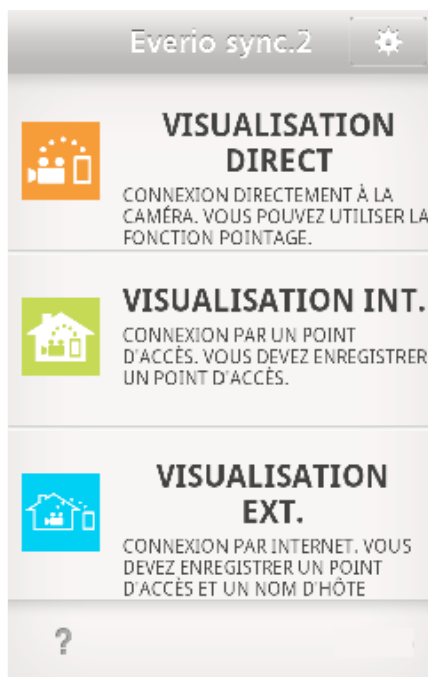 Everio sync.2
VISUALISATION
DIRECT
CONNEXION DIRECTEMENT À LA
CAMÉRA. VOUS POUVEZ UTILISER LA
FONCTION POINTAGE.
VISUALISATION INT.
CONNEXION PAR UN POINT
D'ACCÈS. VOUS DEVEZ ENREGISTRER
UN POINT D'ACCÈS.
VISUALISATION
EXT.
CONNEXION PAR INTERNET. VOUS
DEVEZ ENREGISTRER UN POINT
D'ACCÈS ET UN NOM D'HÔTE
?